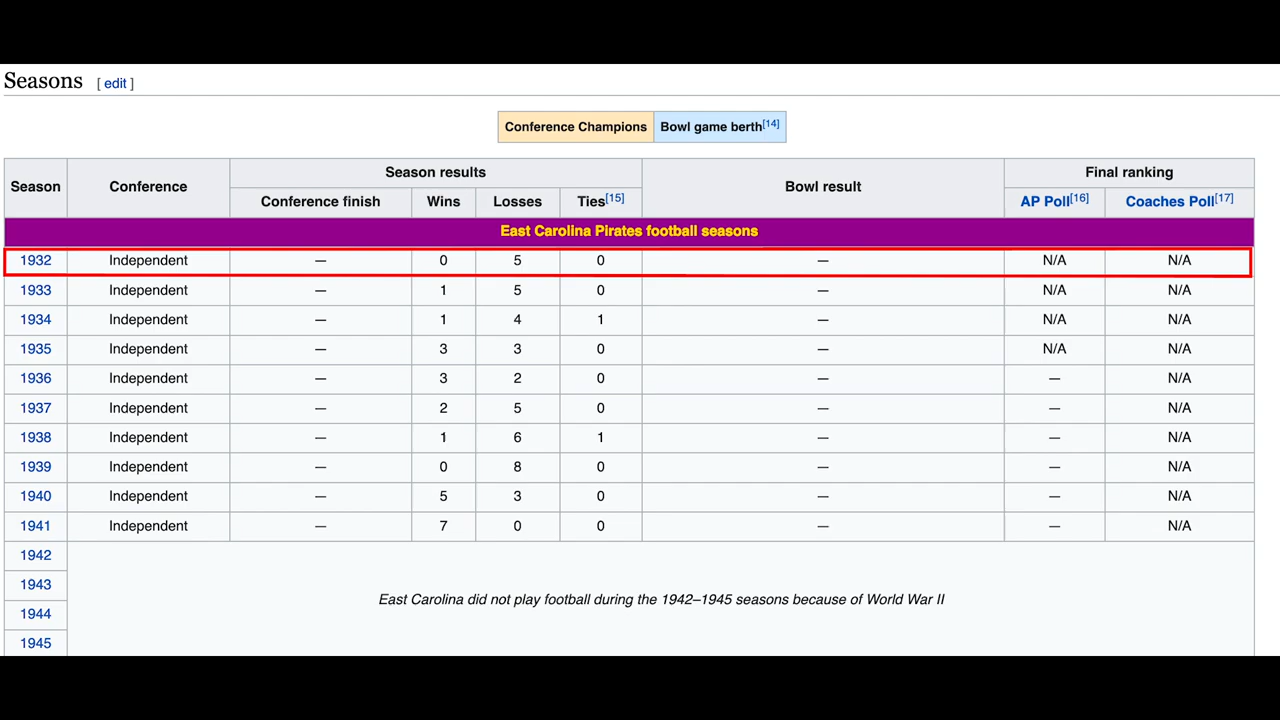 Seasons [ edit ]
Conference Champions Bowl game berth[14]
Season Conference Season results Bowl result Final ranking
Conference finish Wins Losses Ties[15] AP Poll[16] Coaches Poll[17]
East Carolina Pirates football seasons
1932 Independent — 0 5 0 — N/A N/A
1933 Independent — 1 5 0 — N/A N/A
1934 Independent — 1 4 1 — N/A N/A
1935 Independent — 3 3 0 — N/A N/A
1936 Independent — 3 2 0 — — N/A
1937 Independent — 2 5 0 — — N/A
1938 Independent — 1 6 1 — — N/A
1939 Independent — 0 8 0 — — N/A
1940 Independent — 5 3 0 — — N/A
1941 Independent — 7 0 0 — — N/A
1942
1943
East Carolina did not play football during the 1942–1945 seasons because of World War II
1944
1945